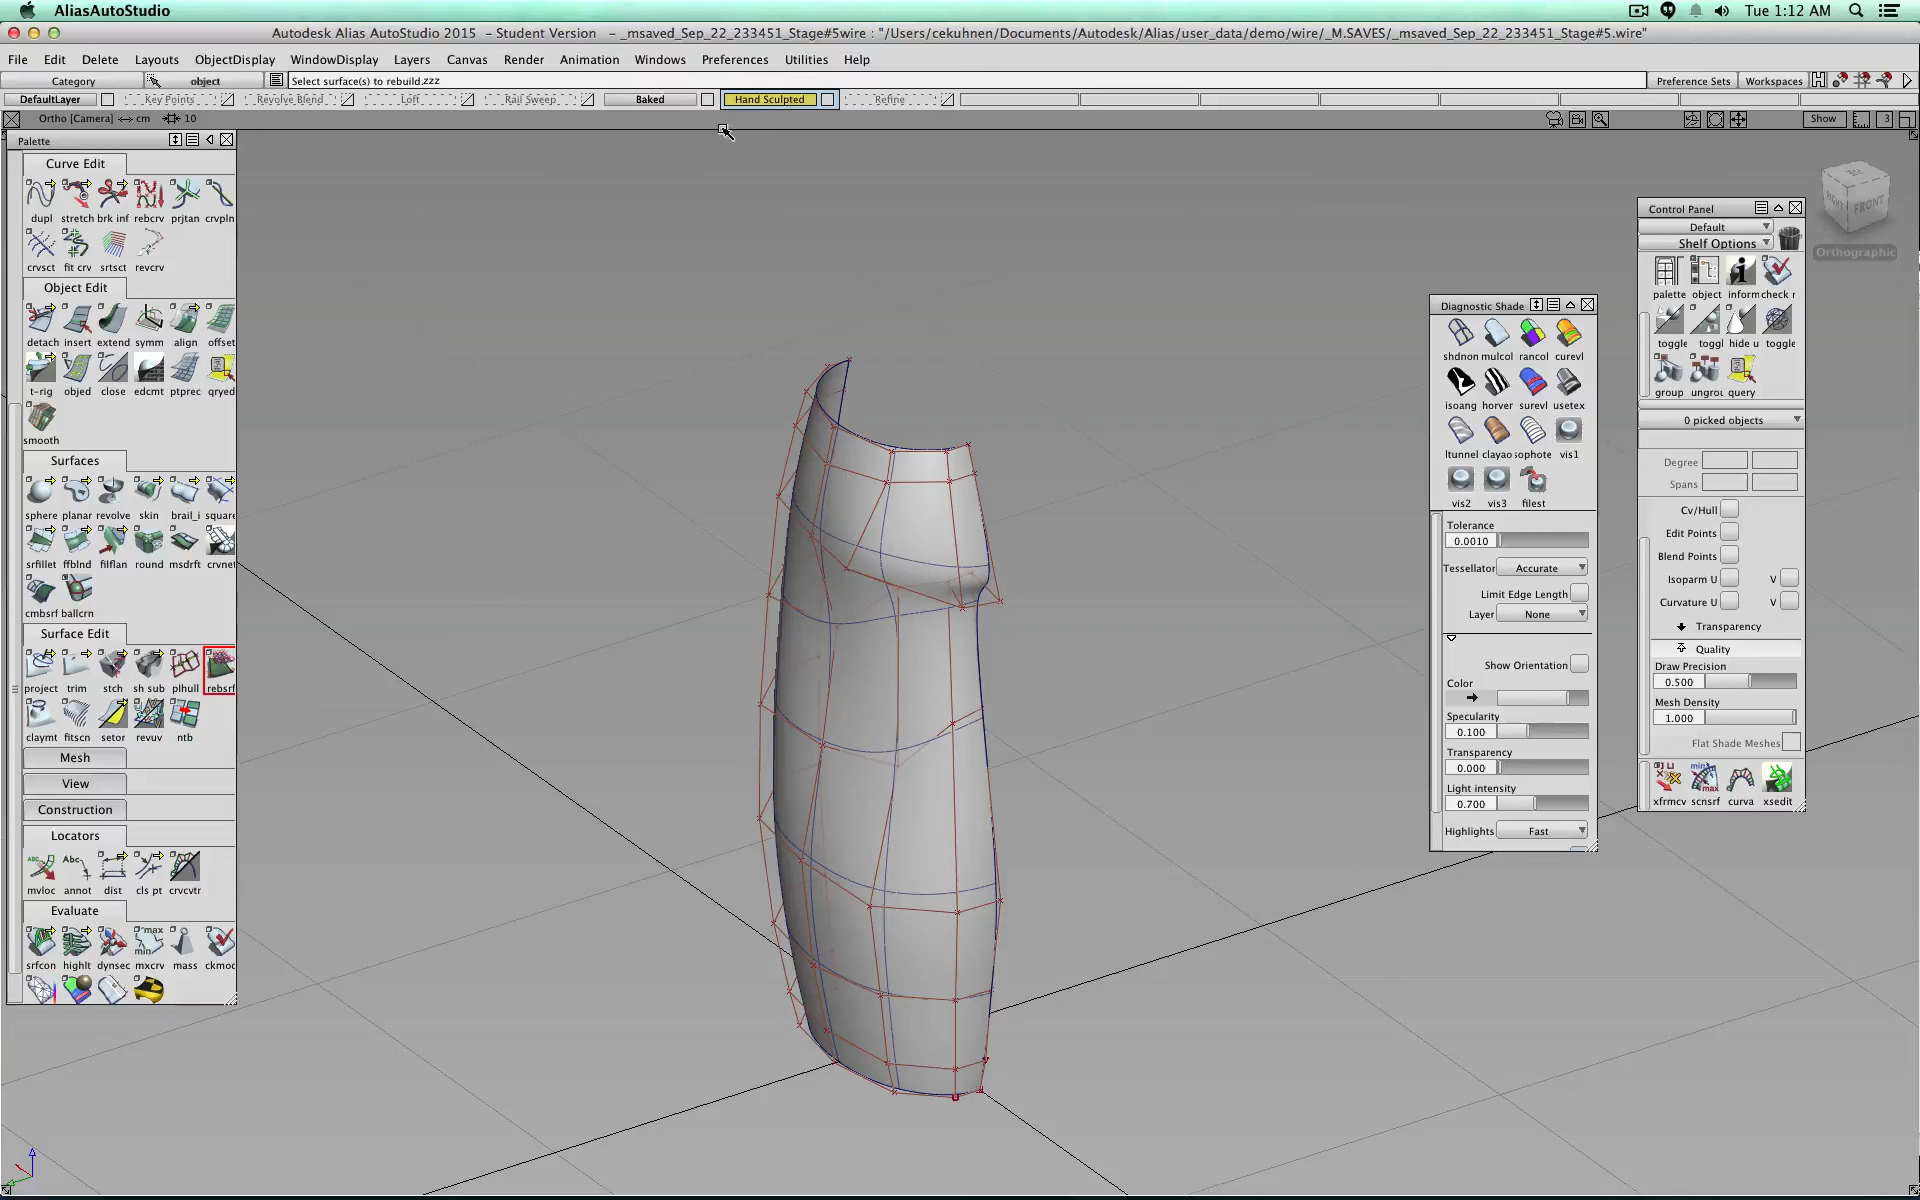 AliasAutoStudio Tue 1:12 AM
Autodesk Alias AutoStudio 2015 - Student Version - _msaved_Sep_22_233451_Stage#5wire : "/Users/cekuhnen/Documents/Autodesk/Alias/user_data/demo/wire/_M.SAVES/_msaved_Sep_22_233451_Stage#5.wire"
File Edit Delete Layouts ObjectDisplay WindowDisplay Layers Canvas Render Animation Windows Preferences Utilities Help
Category object Select surface(s) to rebuild.zzz Preference Sets Workspaces
DefaultLayer Key Points Revolve Blend Loft Rail Sweep Baked Hand Sculpted Refine
Ortho [Camera] cm 10 Show 3
Palette
Curve Edit
dupl stretch brk inf rebcrv prjtan crvpln
crvsct fit crv srtsct revcrv
Object Edit
detach insert extend symm align offset
t-rig objed close edcmt ptprec qryed
smooth
Surfaces
sphere planar revolve skin brail_i square
srfillet ffblnd filflan round msdrft crvnet
cmbsrf ballcrn
Surface Edit
project trim stch sh sub plhull rebsrf
claymt fitscn setor revuv ntb
Mesh
View
Construction
Locators
ABC Abc
mvloc annot dist cls pt crvcvtr
Evaluate
max
min
srfcon highlt dynsec mxcrv mass ckmod
Diagnostic Shade
shdnon mulcol rancol curevl
isoang horver surevl usetex
ltunnel clayao sophote vis1
vis2 vis3 filest
Tolerance
0.0010
Tessellator Accurate
Limit Edge Length
Layer None
Show Orientation
Color
Specularity
0.100
Transparency
0.000
Light intensity
0.700
Highlights Fast
RIGHT FRONT
Orthographic
Control Panel
Default
Shelf Options
palette object inform check r
toggle toggl hide u toggle
group ungrou query
0 picked objects
Degree
Spans
Cv/Hull
Edit Points
Blend Points
Isoparm U V
Curvature U V
Transparency
Quality
Draw Precision
0.500
Mesh Density
1.000
Flat Shade Meshes
min
max
xfrmcv scnsrf curva xsedit